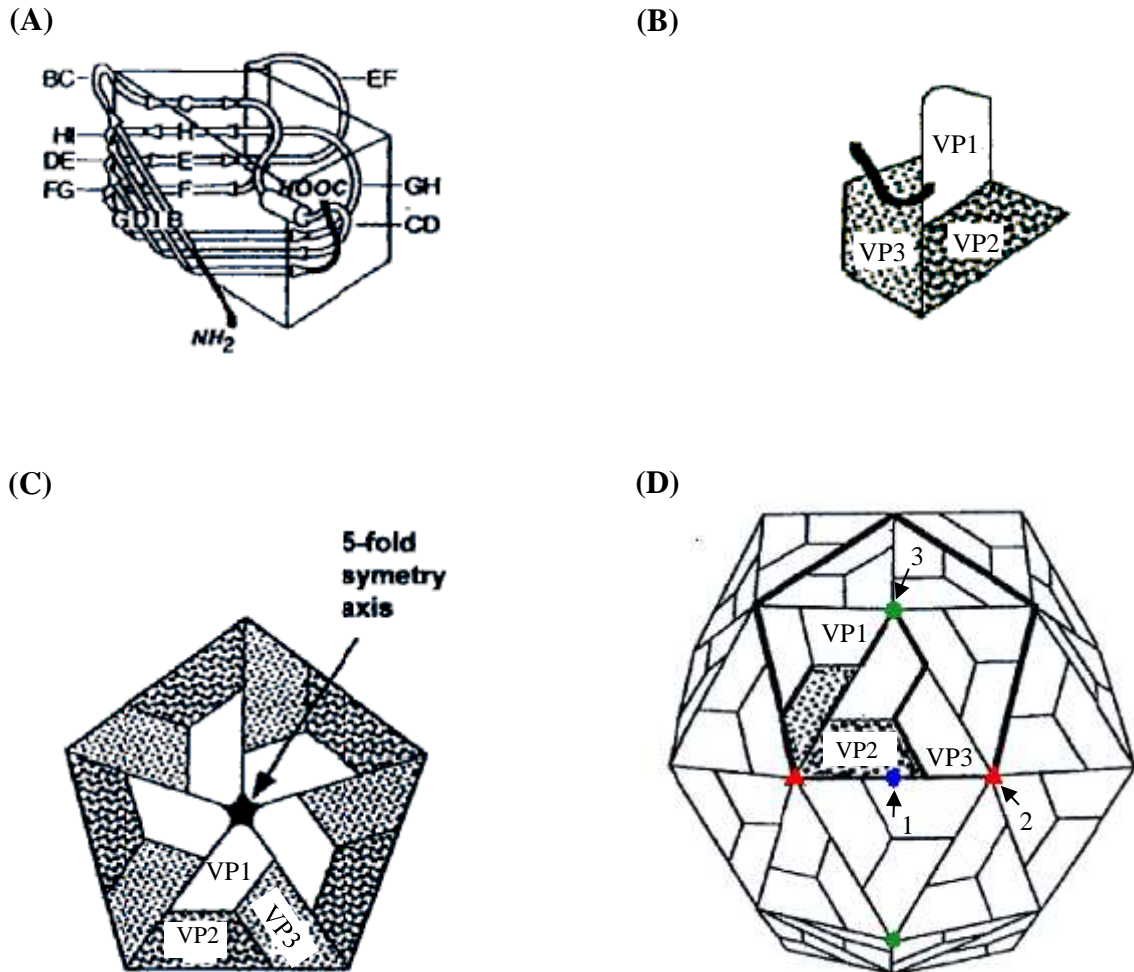 (A)
BC
C
EF
HI
H
DE
E
FG
F
HOOC
GH
G D I B
CD
NH2
(B)
VP1
VP3
VP2
(C)
5-fold
symetry
axis
VP1
VP2
VP3
(D)
3
VP1
VP2
VP3
1
2